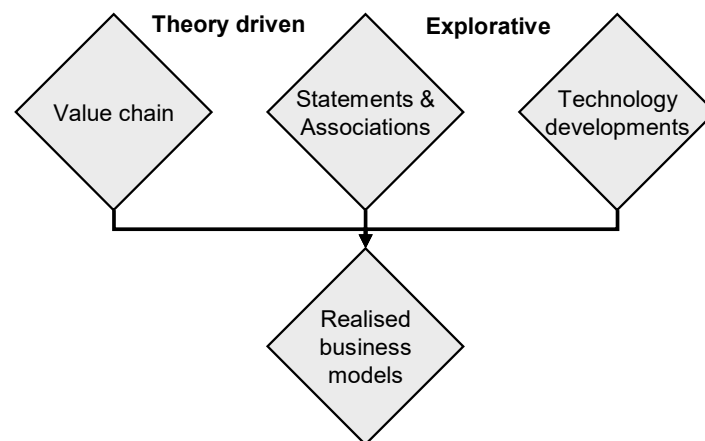 Theory driven
Explorative
Value chain
Statements &
Associations
Technology
developments
Realised
business
models